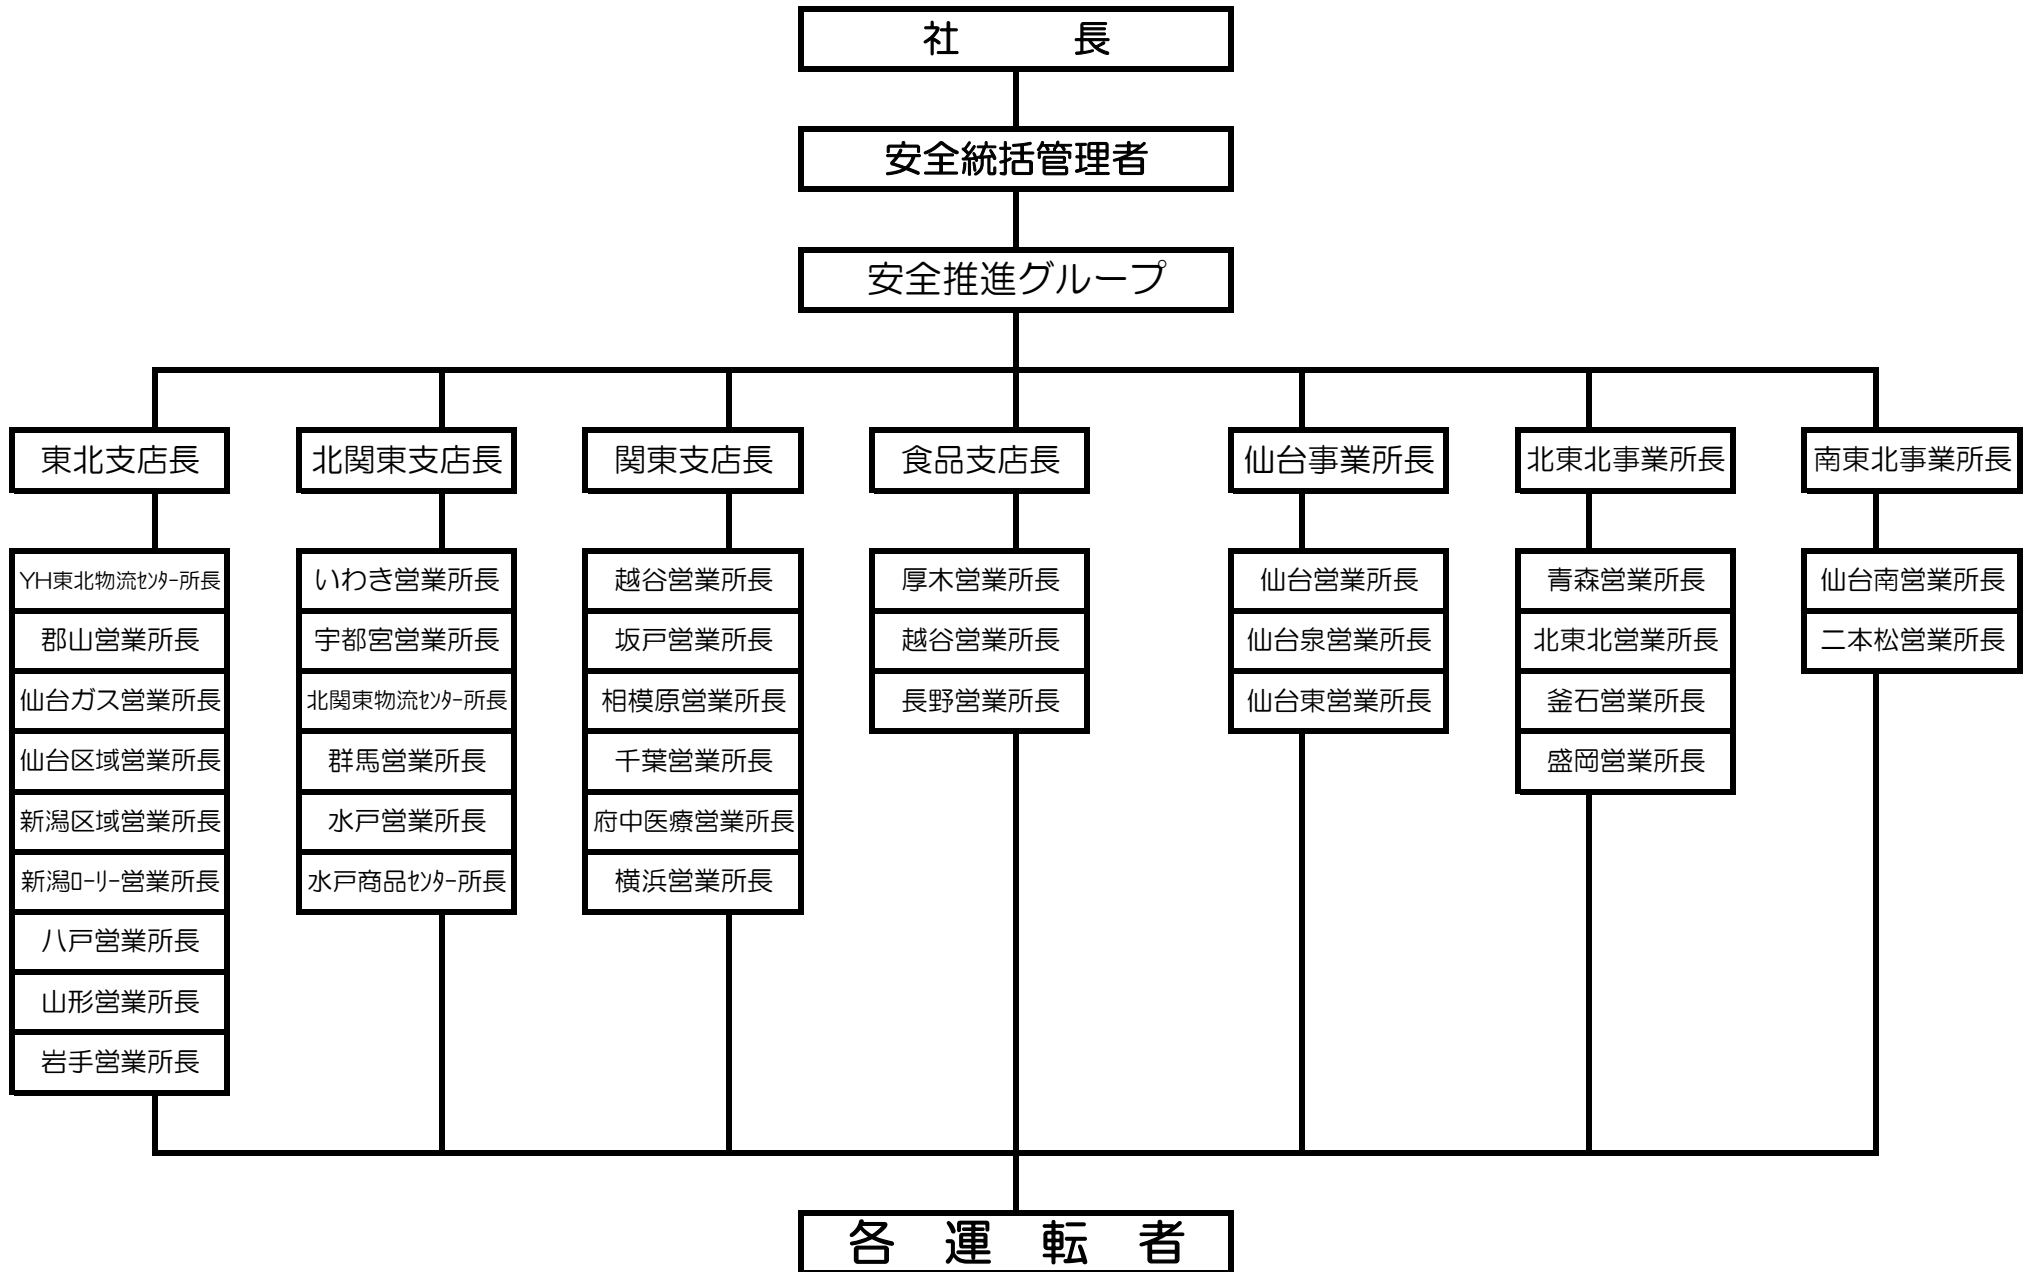 社　　長
安全統括管理者
安全推進グループ
東北支店長
北関東支店長
関東支店長
食品支店長
仙台事業所長
北東北事業所長
南東北事業所長
YH東北物流ｾﾝﾀｰ所長
郡山営業所長
仙台ガス営業所長
仙台区域営業所長
新潟区域営業所長
新潟ﾛｰﾘｰ営業所長
八戸営業所長
山形営業所長
岩手営業所長
いわき営業所長
宇都宮営業所長
北関東物流ｾﾝﾀｰ所長
群馬営業所長
水戸営業所長
水戸商品ｾﾝﾀｰ所長
越谷営業所長
坂戸営業所長
相模原営業所長
千葉営業所長
府中医療営業所長
横浜営業所長
厚木営業所長
越谷営業所長
長野営業所長
仙台営業所長
仙台泉営業所長
仙台東営業所長
青森営業所長
北東北営業所長
釜石営業所長
盛岡営業所長
仙台南営業所長
二本松営業所長
各　運　転　者